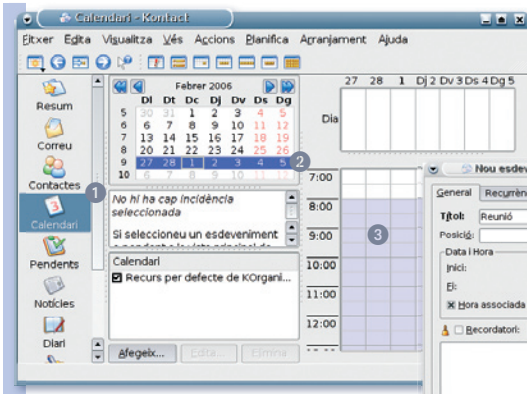 Calendari - Kontact
Fitxer Edita Visualitza Vés Accions Planifica Arranjament Ajuda
Resum
Correu
Contactes
1
Calendari
Pendents
Notícies
Diari
Febrer 2006
Dl Dt Dc Dj Dv Ds Dg
5 30 31 1 2 3 4 5
6 6 7 8 9 10 11 12
7 13 14 15 16 17 18 19
8 20 21 22 23 24 25 26
9 27 28 1 2 3 4 5
2
10 6 7 8 9 10 11 12
No hi ha cap incidència
seleccionada
Si seleccioneu un esdeveniment
Calendari
Recurs per defecte de KOrgani...
Afegeix... Edita... Elimina
27 28 1 Dj 2 Dv 3 Ds 4 Dg 5
Dia
7:00
8:00
9:00
3
10:00
11:00
12:00
Nou esdev
General Recurrèn
Títol: Reunió
Posició:
Data i Hora
Inici:
Fi:
Hora associada
Recordatori: